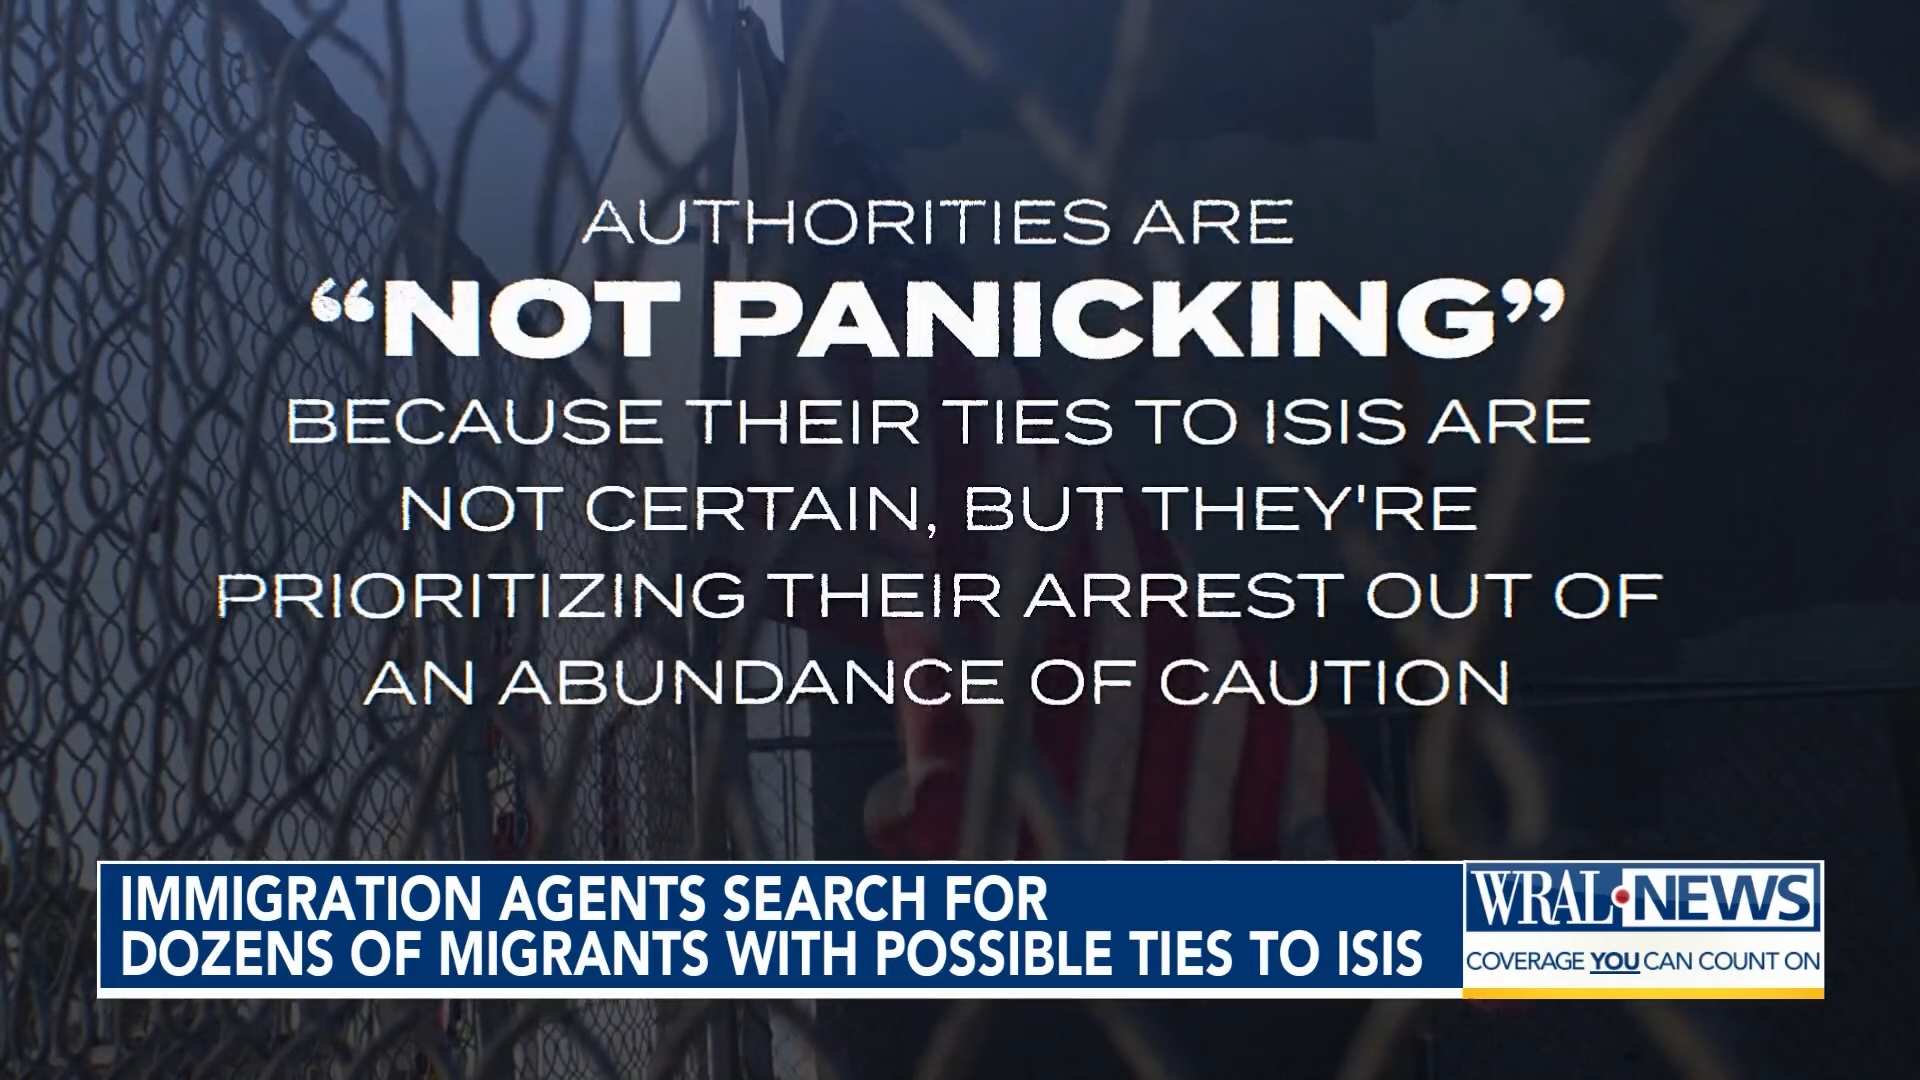 AUTHORITIES ARE
“NOT PANICKING”
BECAUSE THEIR TIES TO ISIS ARE
NOT CERTAIN, BUT THEY'RE
PRIORITIZING THEIR ARREST OUT OF
AN ABUNDANCE OF CAUTION
IMMIGRATION AGENTS SEARCH FOR
DOZENS OF MIGRANTS WITH POSSIBLE TIES TO ISIS
WRAL NEWS
COVERAGE YOU CAN COUNT ON